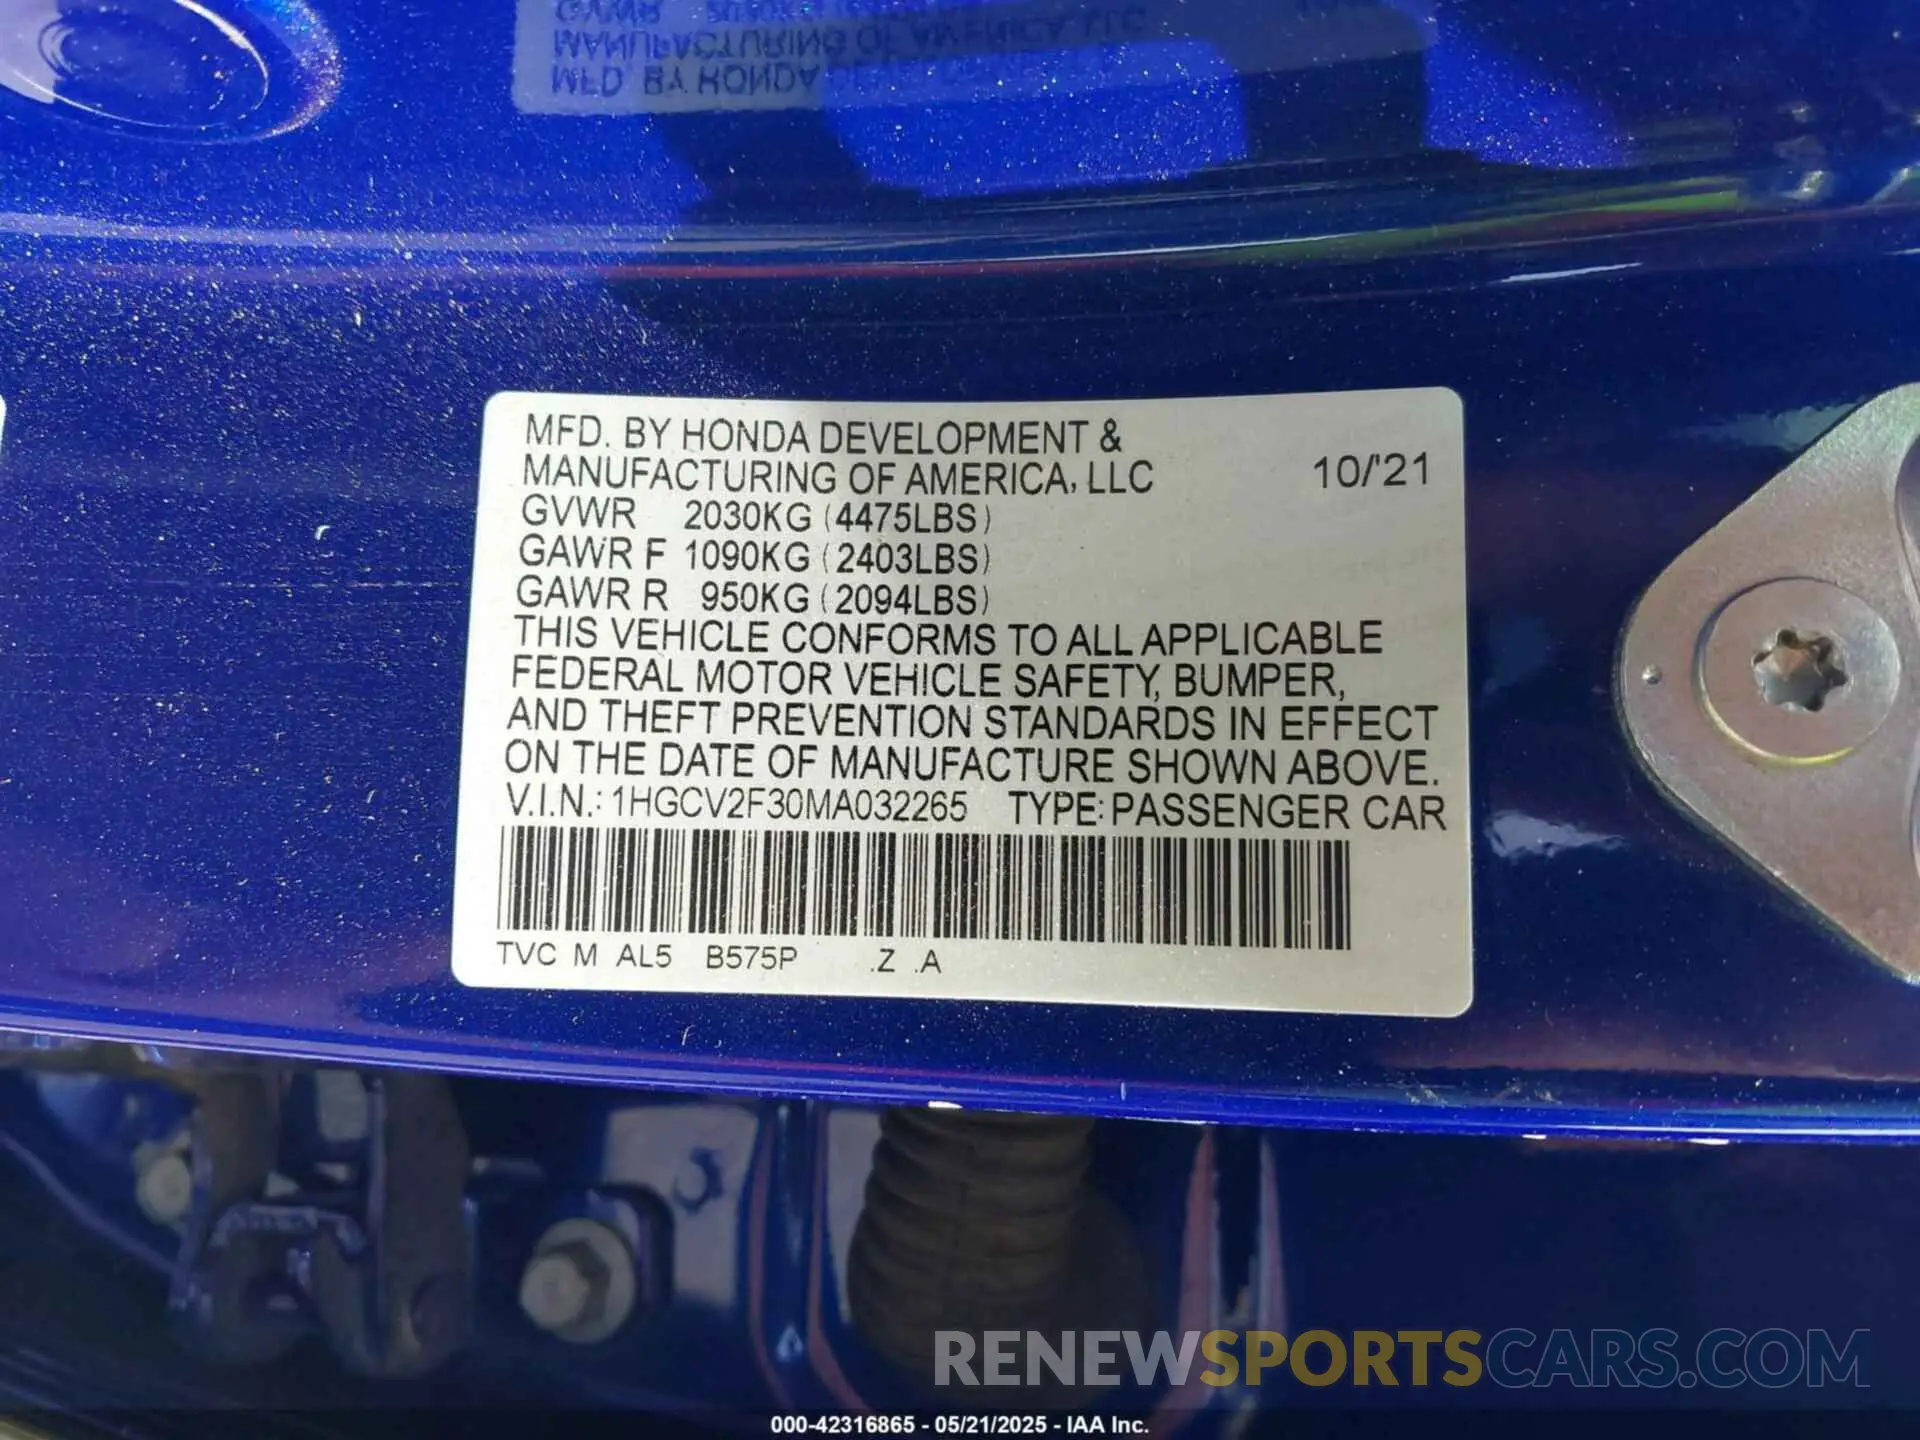 MFD. BY HONDA DEVELOPMENT &
MANUFACTURING OF AMERICA, LLC 10/'21
GVWR 2030KG (4475LBS)
GAWR F 1090KG (2403LBS)
GAWR R 950KG (2094LBS)
THIS VEHICLE CONFORMS TO ALL APPLICABLE
FEDERAL MOTOR VEHICLE SAFETY, BUMPER,
AND THEFT PREVENTION STANDARDS IN EFFECT
ON THE DATE OF MANUFACTURE SHOWN ABOVE.
V.I.N.: 1HGCV2F30MA032265 TYPE: PASSENGER CAR
TVC M AL5 B575P .Z .A
RENEWSPORTSCARS.COM
000-42316865 - 05/21/2025 - IAA Inc.